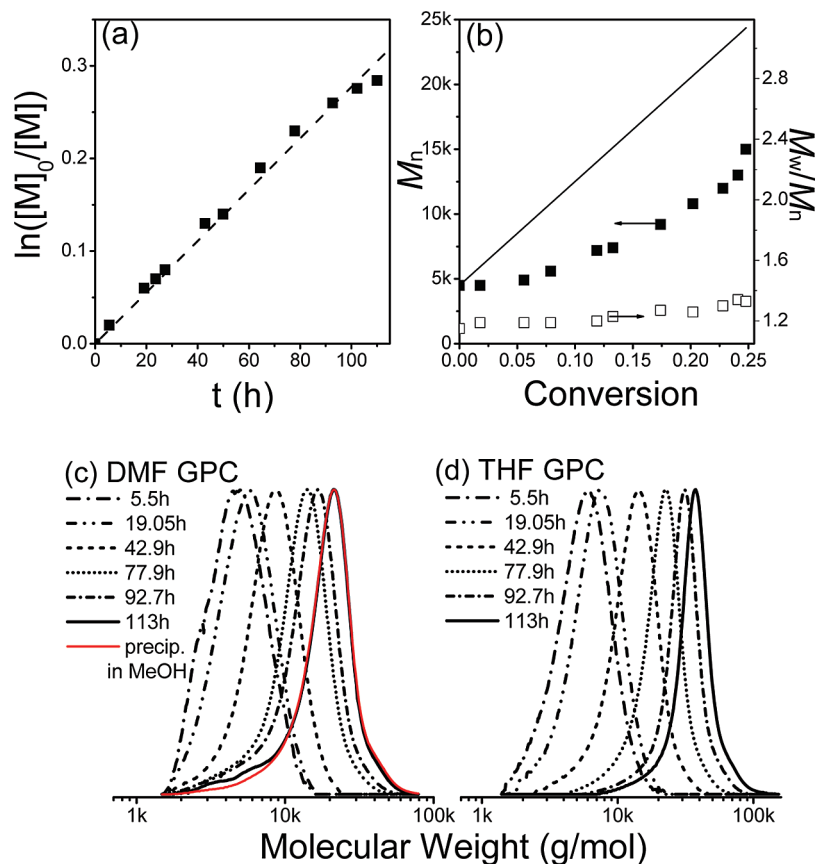 (a)
ln([M]0/[M])
0.3
0.2
0.1
0.0
0 20 40 60 80 100
t (h)
(b)
Mn
25k
20k
15k
10k
5k
0
2.8
2.4
2.0
1.6
1.2
Mw/Mn
0.00 0.05 0.10 0.15 0.20 0.25
Conversion
(c) DMF GPC
5.5h
19.05h
42.9h
77.9h
92.7h
113h
precip.
in MeOH
1k 10k 100k
(d) THF GPC
5.5h
19.05h
42.9h
77.9h
92.7h
113h
1k 10k 100k
Molecular Weight (g/mol)